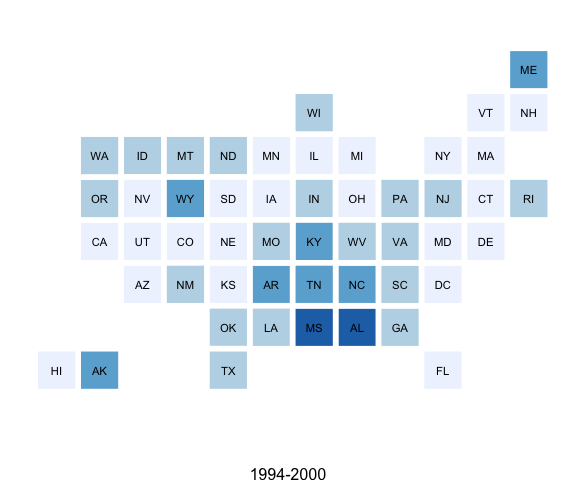 ME
WI VT NH
WA ID MT ND MN IL MI NY MA
OR NV WY SD IA IN OH PA NJ CT RI
CA UT CO NE MO KY WV VA MD DE
AZ NM KS AR TN NC SC DC
OK LA MS AL GA
HI AK TX FL
1994-2000